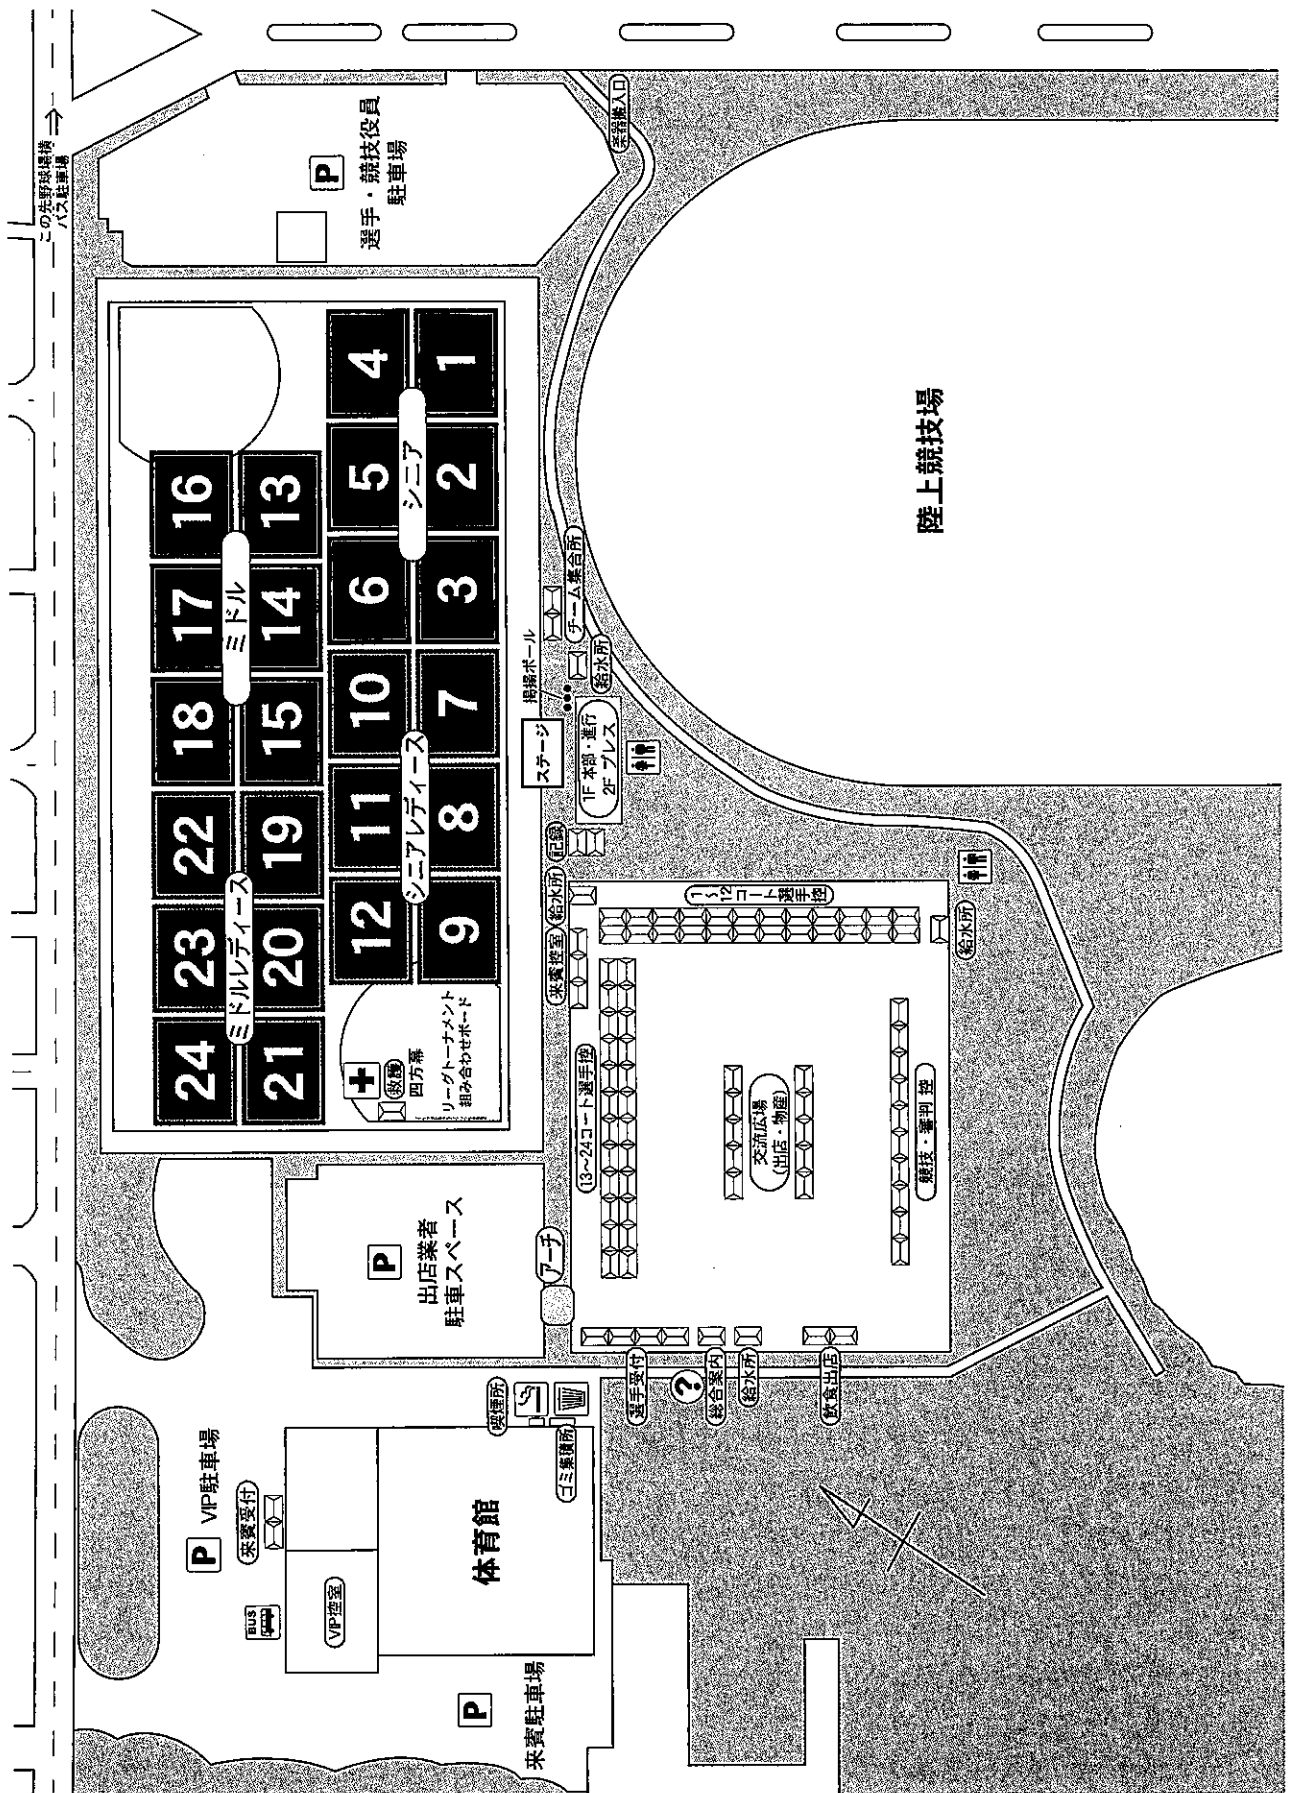 この先野球場横
バス駐車場
P
選手・競技役員
駐車場
楽器搬入口
16
13
4
1
17
14
5
2
18
15
6
3
22
19
10
7
23
20
11
8
24
21
12
9
ミドル
シニア
ミドルレディース
シニアレディース
陸上競技場
チーム集合所
給水所
掲揚ポール
ステージ
1F 本部・進行
2F プレス
記録
給水所
来賓控室
1~12コート選手控
給水所
救護
四方幕
リーグトーナメント
組み合わせボード
13~24コート選手控
交流広場
(出店・物産)
競技・審判 控
P
出店業者
駐車スペース
アーチ
選手受付
?
総合案内
給水所
飲食出店
喫煙所
ゴミ集積所
P VIP駐車場
来賓受付
BUS
VIP控室
体育館
P
来賓駐車場